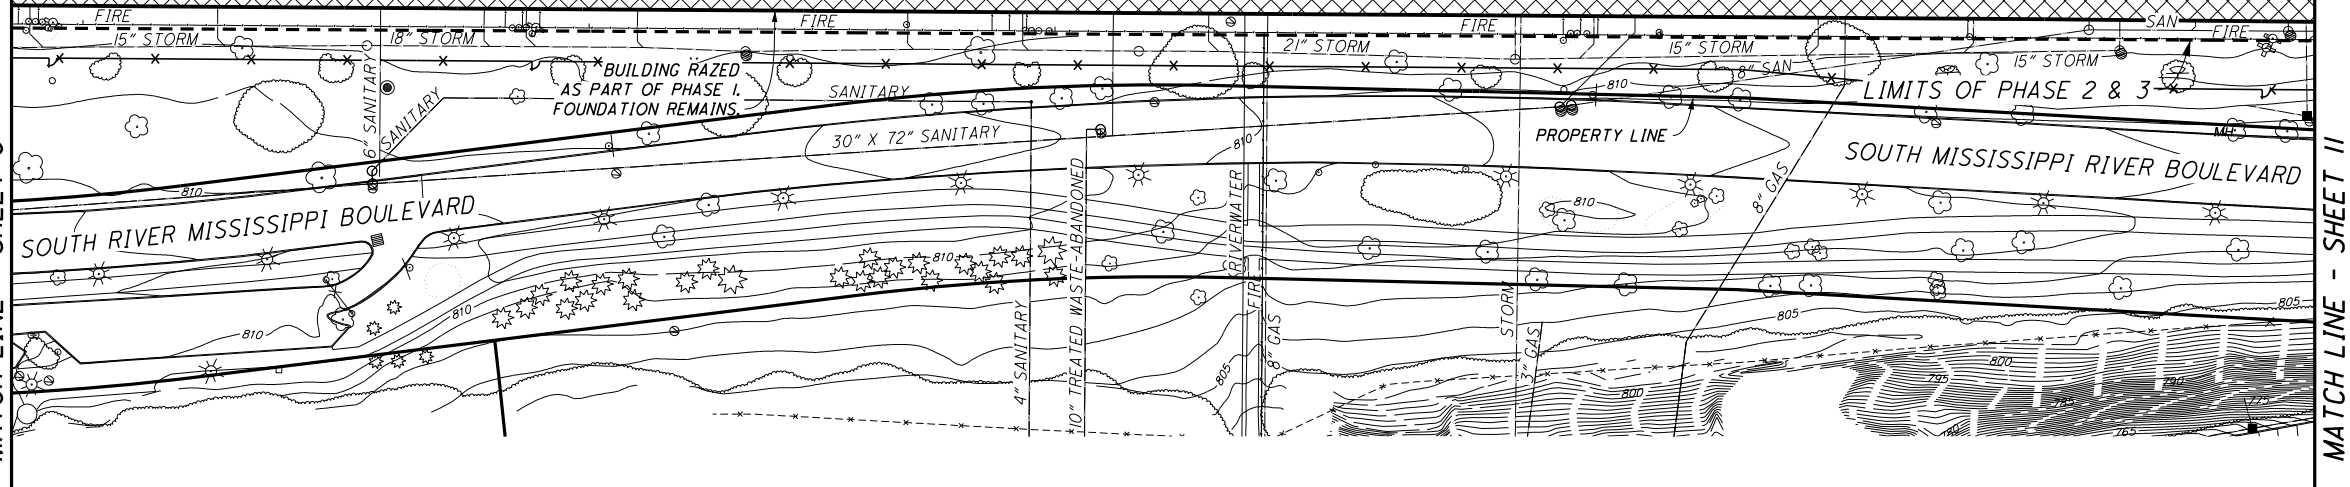 FIRE
FIRE
FIRE
SAN
FIRE
15" STORM
18" STORM
21" STORM
15" STORM
15" STORM
8" SAN
BUILDING RAZED
AS PART OF PHASE 1.
FOUNDATION REMAINS.
SANITARY
810
LIMITS OF PHASE 2 & 3
6" SANITARY
SANITARY
30" X 72" SANITARY
810
PROPERTY LINE
MH
SOUTH MISSISSIPPI RIVER BOULEVARD
810
SOUTH RIVER MISSISSIPPI BOULEVARD
810
8" GAS
RIVERWATER
FIRE
10" TREATED WASTE-ABANDONED
4" SANITARY
8" GAS
STORM
3" GAS
810
810
810
805
805
805
800
800
795
790
785
780
775
765
MATCH LINE - SHEET 11